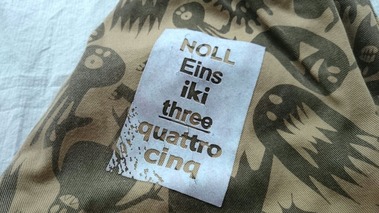 NOLL
Eins
iki
three
quattro
cinq